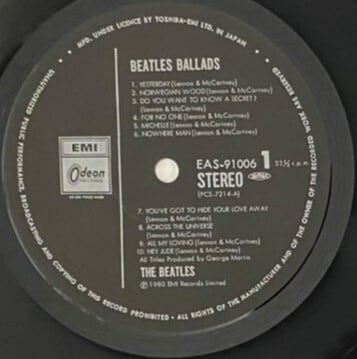 MFD. UNDER LICENCE BY TOSHIBA-EMI LTD. IN JAPAN
UNAUTHORIZED PUBLIC PERFORMANCE, BROADCASTING AND COPYING OF THIS RECORD PROHIBITED • ALL RIGHTS OF THE MANUFACTURER AND OF THE OWNER OF THE RECORDED WORK ARE RESERVED
BEATLES BALLADS
1. YESTERDAY (Lennon & McCartney)
2. NORWEGIAN WOOD (Lennon & McCartney)
3. DO YOU WANT TO KNOW A SECRET?
(Lennon & McCartney)
4. FOR NO ONE (Lennon & McCartney)
5. MICHELLE (Lennon & McCartney)
6. NOWHERE MAN (Lennon & McCartney)
EMI
Odeon
EAS-91006 1 33⅓ r.p.m.
STEREO
(PCS-7214-A)
7. YOU'VE GOT TO HIDE YOUR LOVE AWAY
(Lennon & McCartney)
8. ACROSS THE UNIVERSE
(Lennon & McCartney)
9. ALL MY LOVING (Lennon & McCartney)
10. HEY JUDE (Lennon & McCartney)
All Titles Produced by George Martin
THE BEATLES
Ⓟ 1980 EMI Records Limited